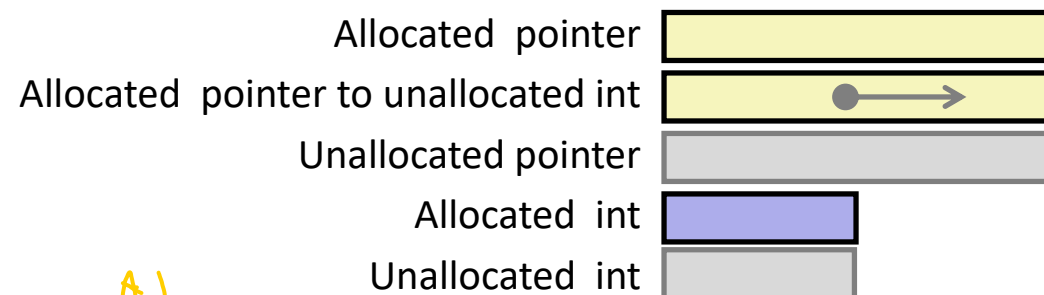 Allocated pointer
Allocated pointer to unallocated int
Unallocated pointer
Allocated int
Unallocated int